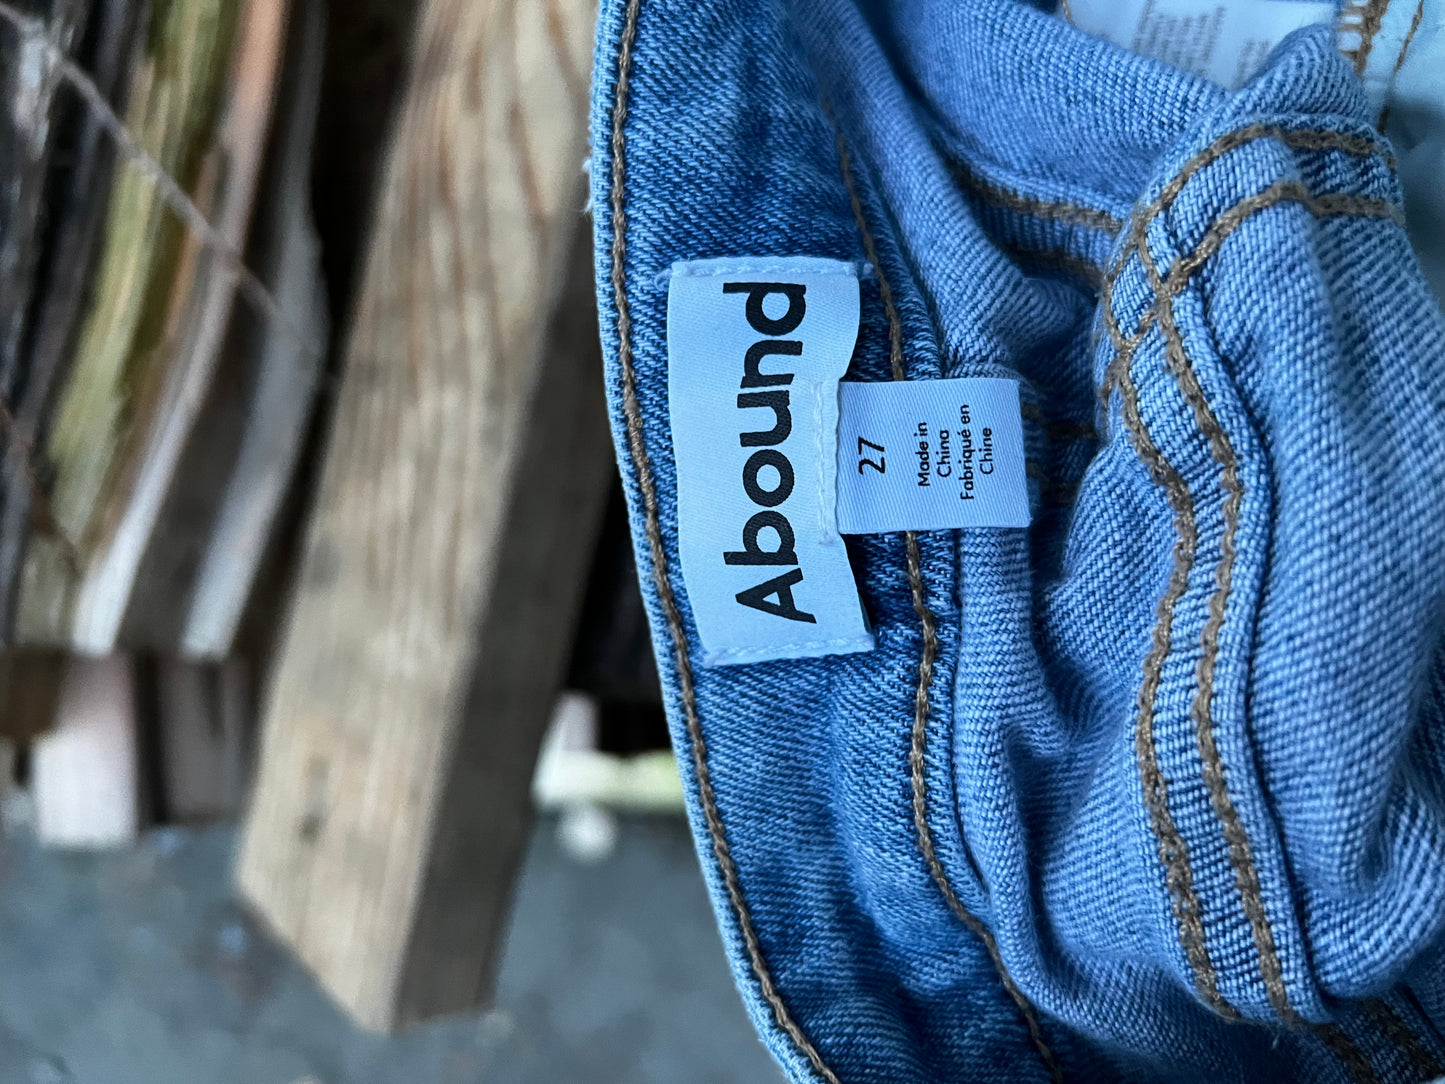 Abound
27
Made in
China
Fabriqué en
Chine